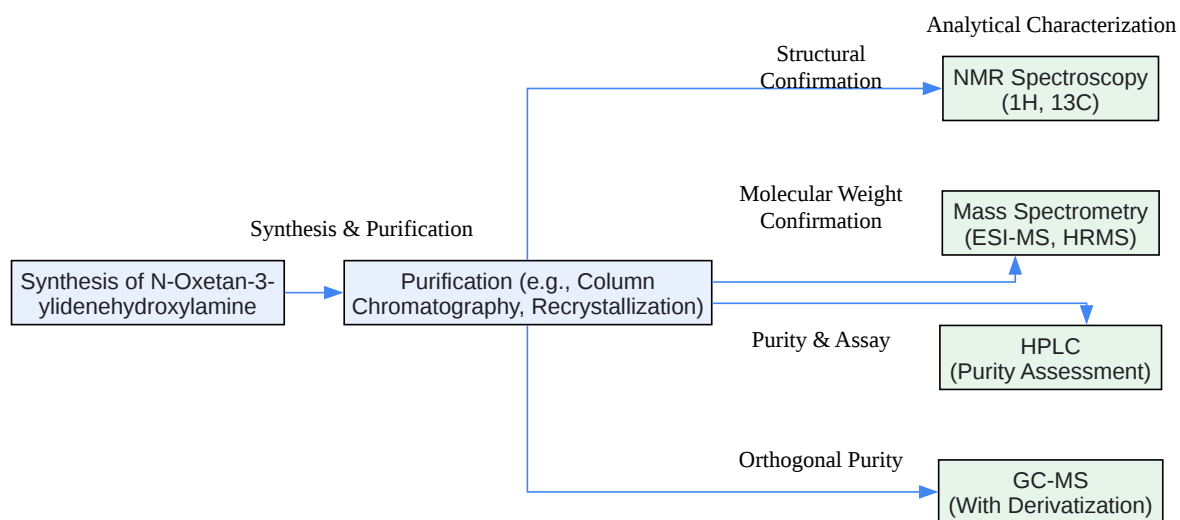 Analytical Characterization
Structural
Confirmation
NMR Spectroscopy
(1H, 13C)
Molecular Weight
Confirmation
Mass Spectrometry
(ESI-MS, HRMS)
Synthesis & Purification
Synthesis of N-Oxetan-3-
ylidenehydroxylamine
Purification (e.g., Column
Chromatography, Recrystallization)
Purity & Assay
HPLC
(Purity Assessment)
Orthogonal Purity
GC-MS
(With Derivatization)